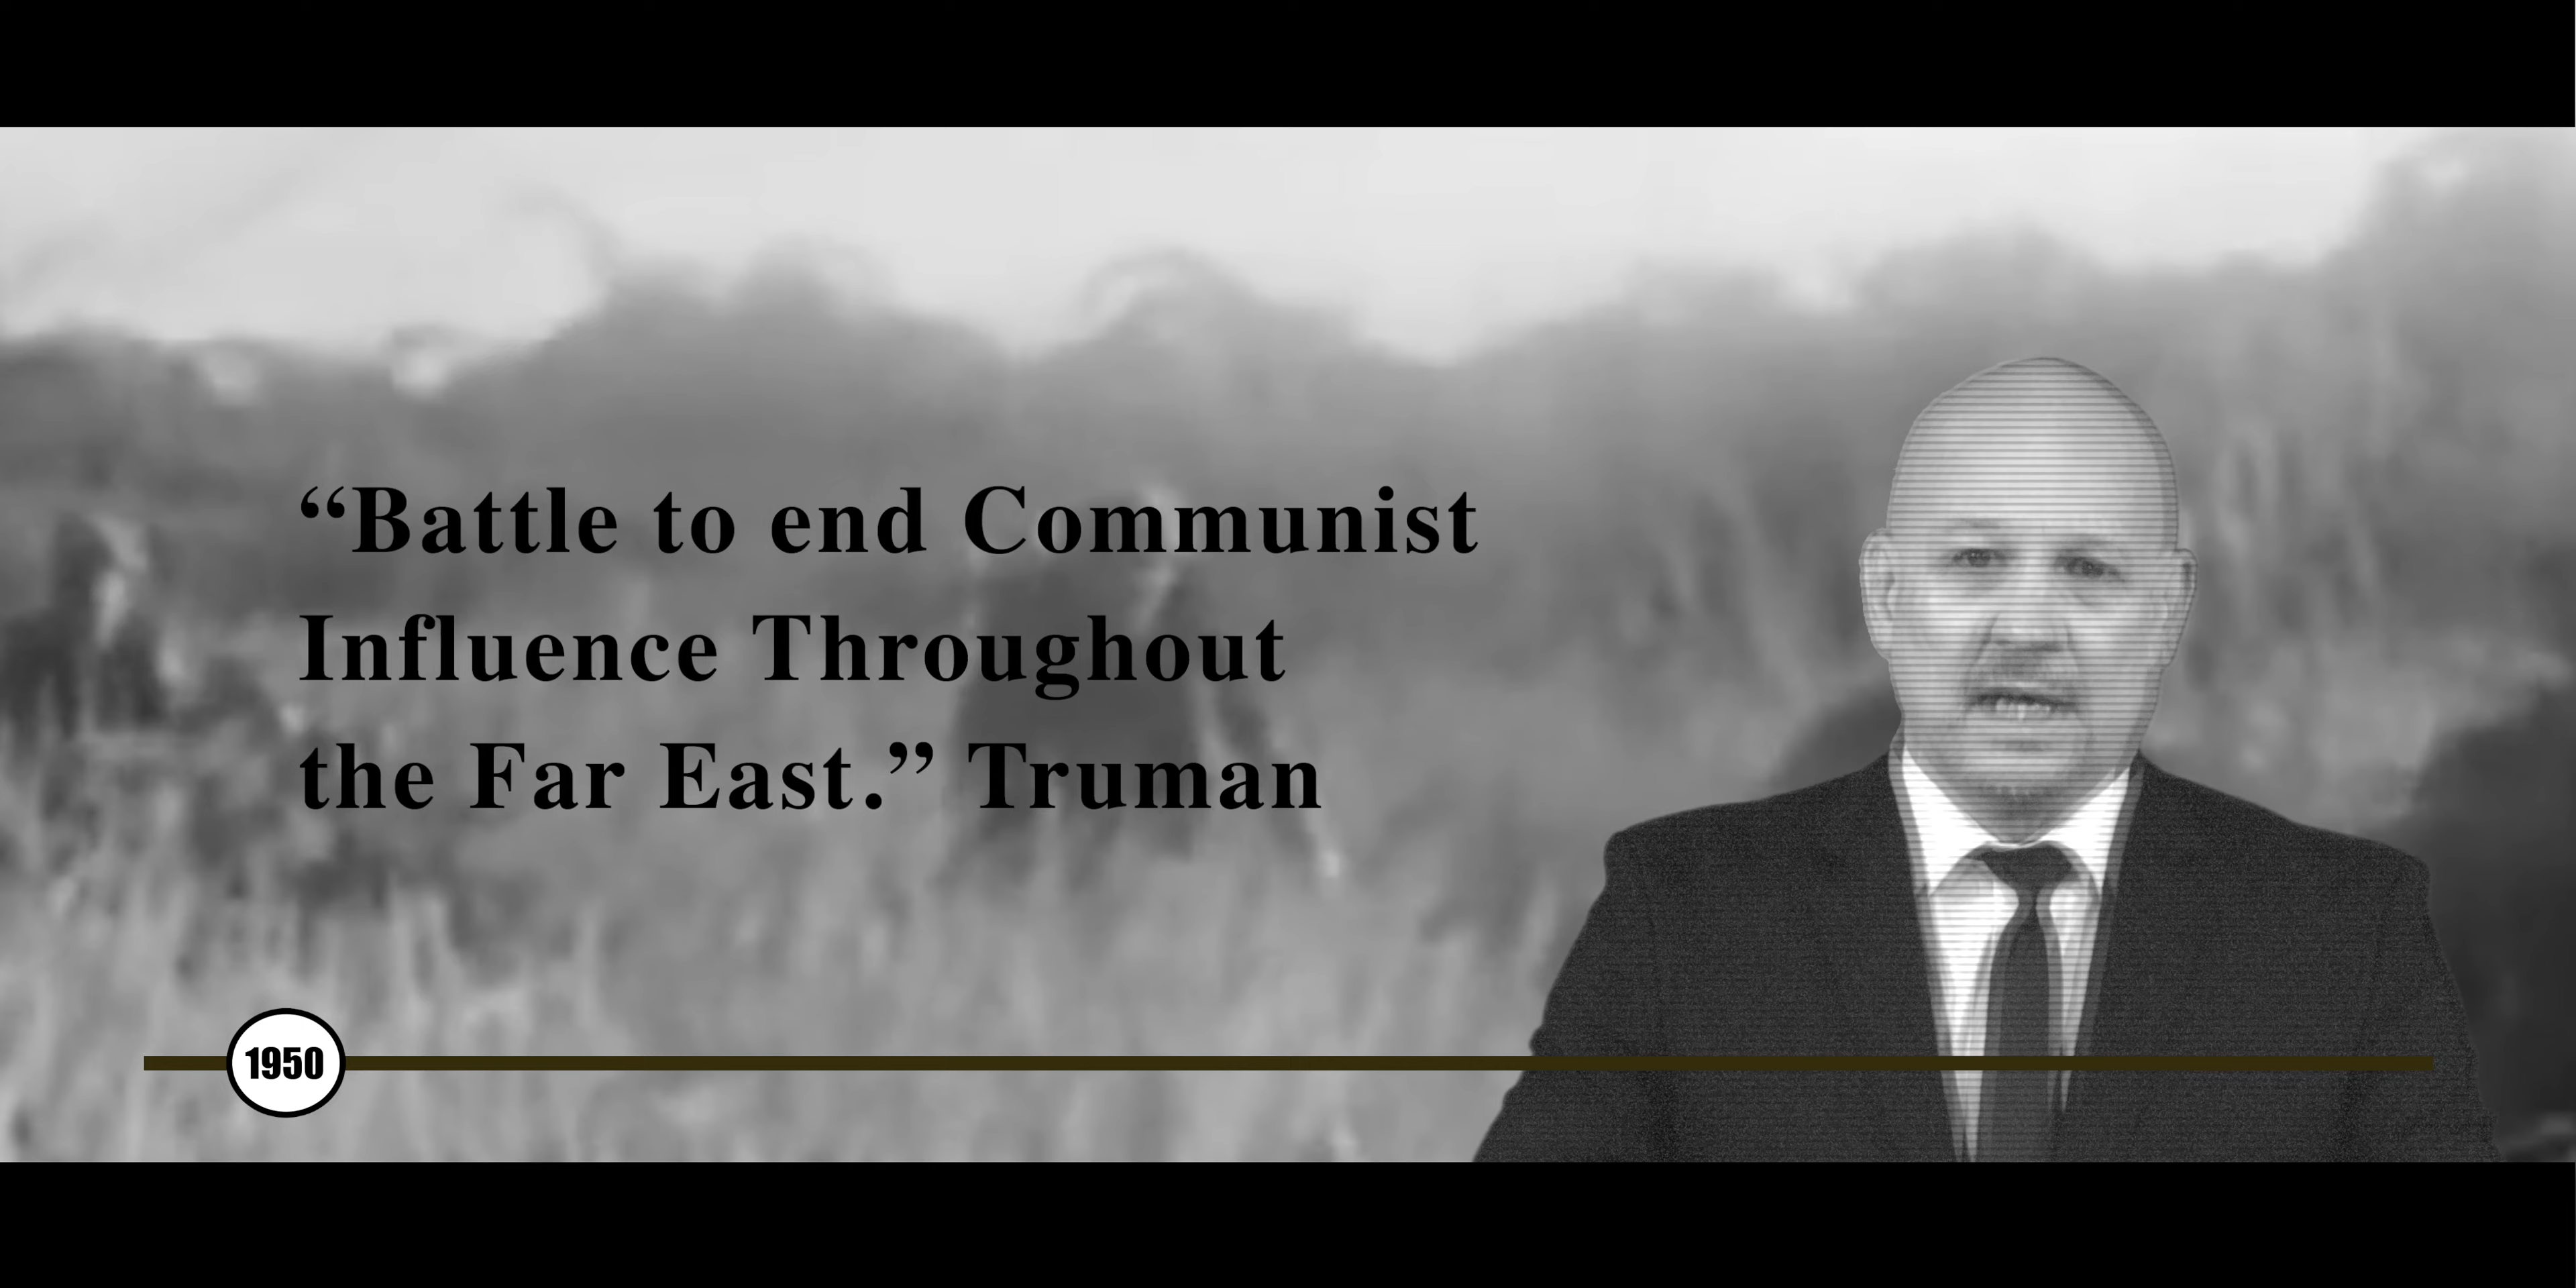 “Battle to end Communist
Influence Throughout
the Far East.” Truman
1950